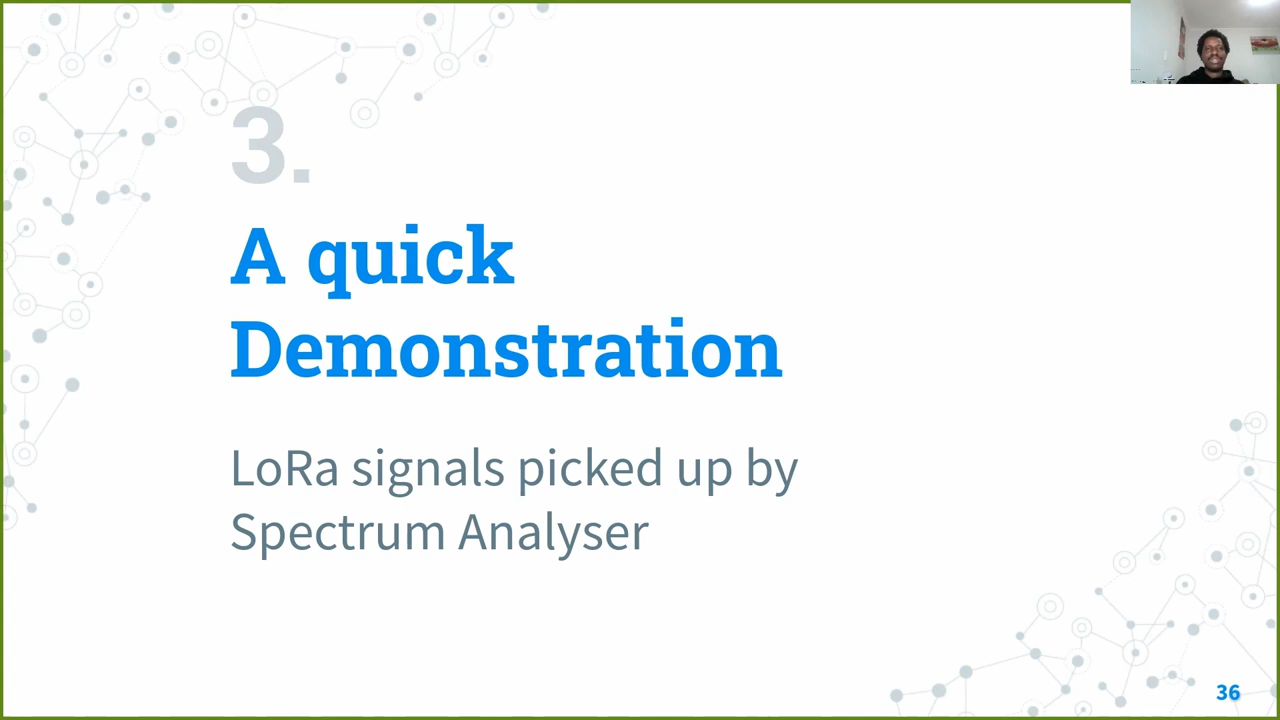 3.
A quick
Demonstration
LoRa signals picked up by
Spectrum Analyser
36